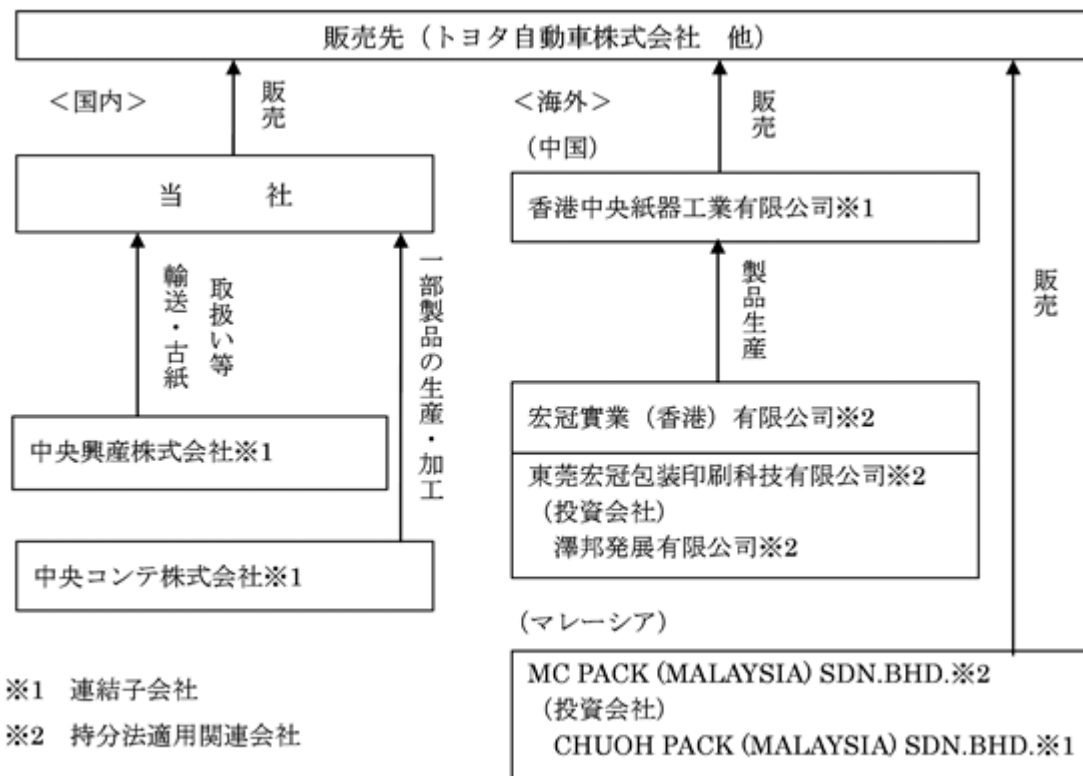 販売先（トヨタ自動車株式会社　他）
＜国内＞
販売
当　　社
輸送・古紙
取扱い等
一部製品の生産・加工
中央興産株式会社※1
中央コンテ株式会社※1
※1　連結子会社
※2　持分法適用関連会社
＜海外＞
（中国）
販売
香港中央紙器工業有限公司※1
製品生産
宏冠實業（香港）有限公司※2
東莞宏冠包装印刷科技有限公司※2
（投資会社）
澤邦発展有限公司※2
販売
（マレーシア）
MC PACK (MALAYSIA) SDN.BHD.※2
（投資会社）
CHUOH PACK (MALAYSIA) SDN.BHD.※1